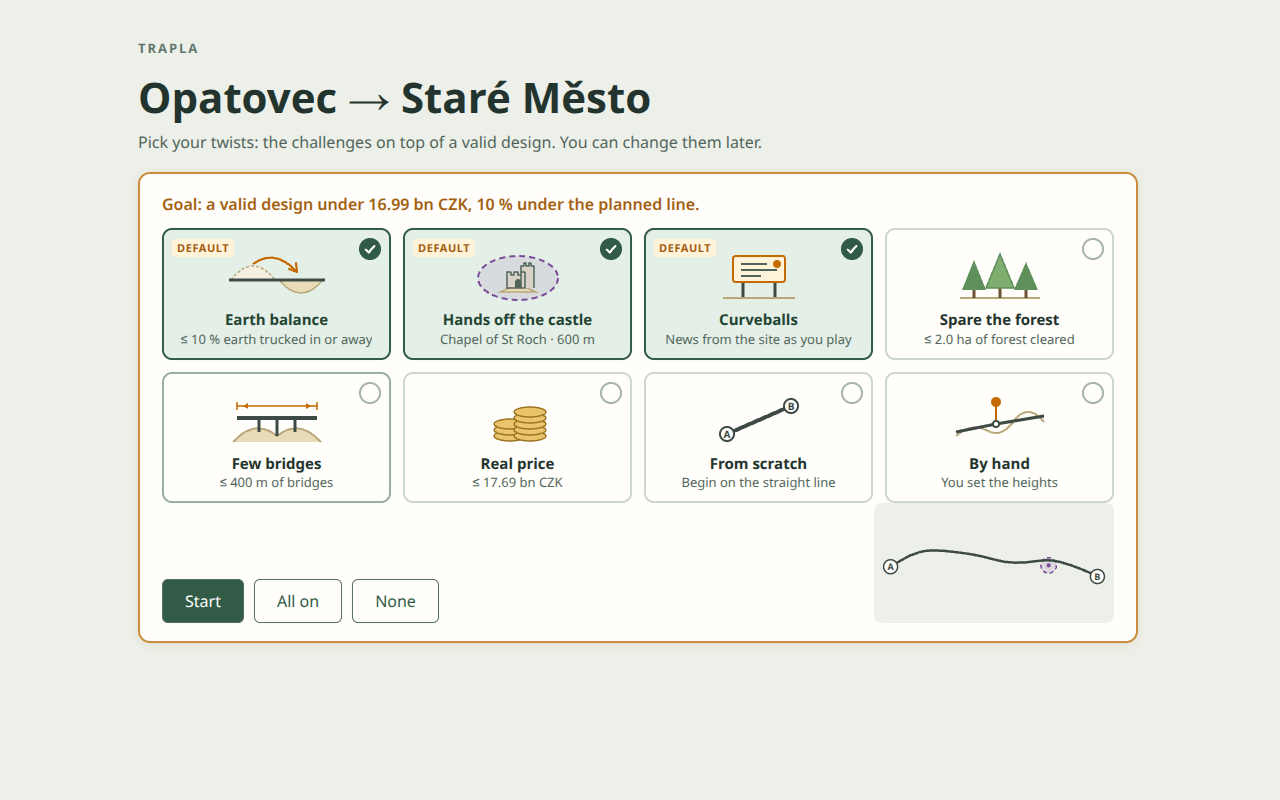 TRAPLA
Opatovec → Staré Město
Pick your twists: the challenges on top of a valid design. You can change them later.
Goal: a valid design under 16.99 bn CZK, 10 % under the planned line.
DEFAULT
Earth balance
≤ 10 % earth trucked in or away
DEFAULT
Hands off the castle
Chapel of St Roch · 600 m
DEFAULT
Curveballs
News from the site as you play
Spare the forest
≤ 2.0 ha of forest cleared
Few bridges
≤ 400 m of bridges
Real price
≤ 17.69 bn CZK
A
B
From scratch
Begin on the straight line
By hand
You set the heights
A
B
Start
All on
None